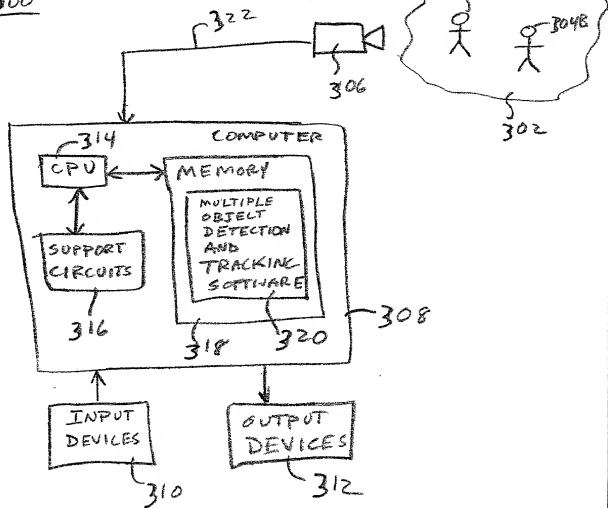 322
304B
306
302
COMPUTER
314
CPU
MEMORY
MULTIPLE
OBJECT
DETECTION
AND
TRACKING
SOFTWARE
SUPPORT
CIRCUITS
316
318
320
308
INPUT
DEVICES
OUTPUT
DEVICES
310
312